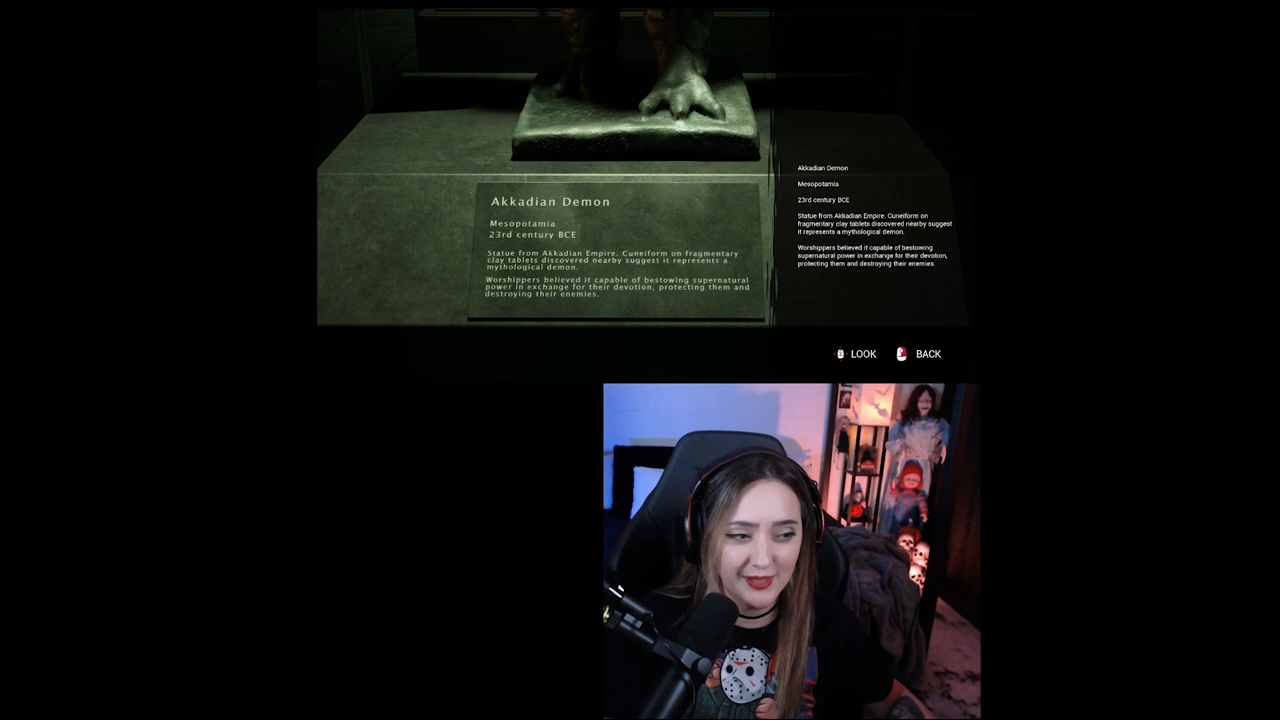 Akkadian Demon
Mesopotamia
23rd century BCE
Statue from Akkadian Empire. Cuneiform on fragmentary
clay tablets discovered nearby suggest it represents a
mythological demon.
Worshippers believed it capable of bestowing supernatural
power in exchange for their devotion, protecting them and
destroying their enemies.
Akkadian Demon
Mesopotamia
23rd century BCE
Statue from Akkadian Empire. Cuneiform on
fragmentary clay tablets discovered nearby suggest
it represents a mythological demon.
Worshippers believed it capable of bestowing
supernatural power in exchange for their devotion,
protecting them and destroying their enemies.
LOOK
BACK